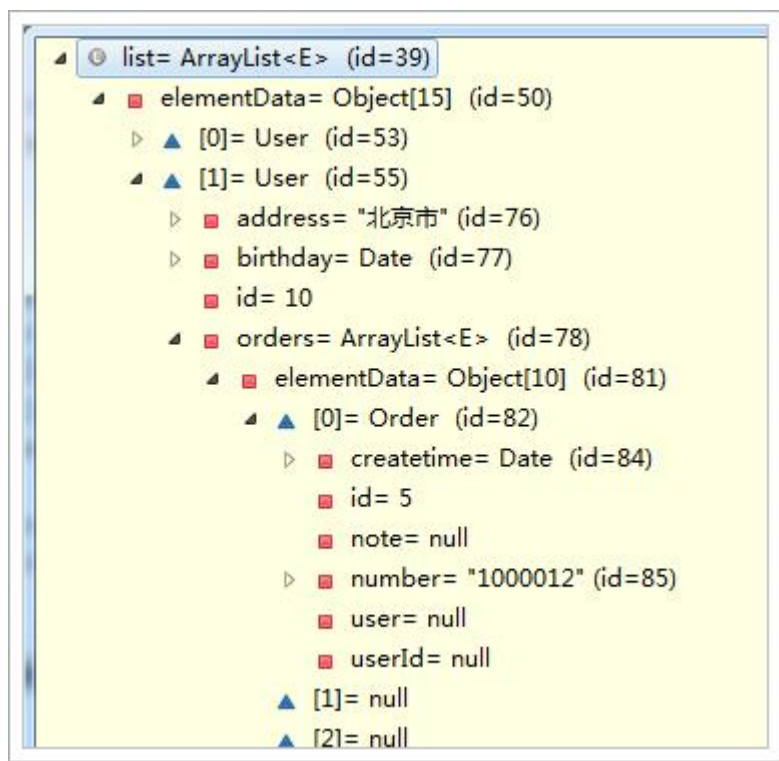 list= ArrayList<E> (id=39)
elementData= Object[15] (id=50)
[0]= User (id=53)
[1]= User (id=55)
address= "北京市" (id=76)
birthday= Date (id=77)
id= 10
orders= ArrayList<E> (id=78)
elementData= Object[10] (id=81)
[0]= Order (id=82)
createtime= Date (id=84)
id= 5
note= null
number= "1000012" (id=85)
user= null
userId= null
[1]= null
[2]= null